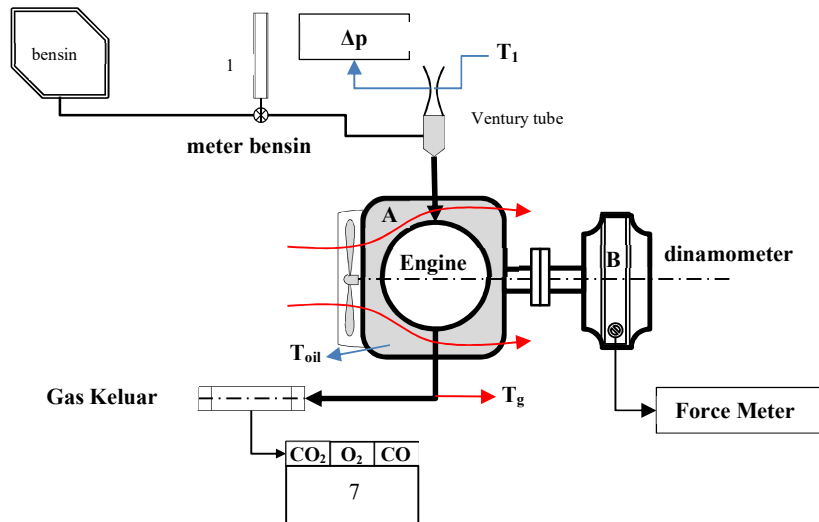 bensin
1
Δp
T1
Ventury tube
meter bensin
A
Engine
B
dinamometer
Toil
Gas Keluar
Tg
Force Meter
CO2 O2 CO
7